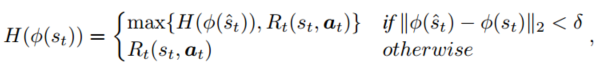 H(ϕ(s_t)) = { max{H(ϕ(ŝ_t)), R_t(s_t, 𝒂_t)}   if ‖ϕ(ŝ_t) − ϕ(s_t)‖_2 < δ
R_t(s_t, 𝒂_t)   otherwise ,